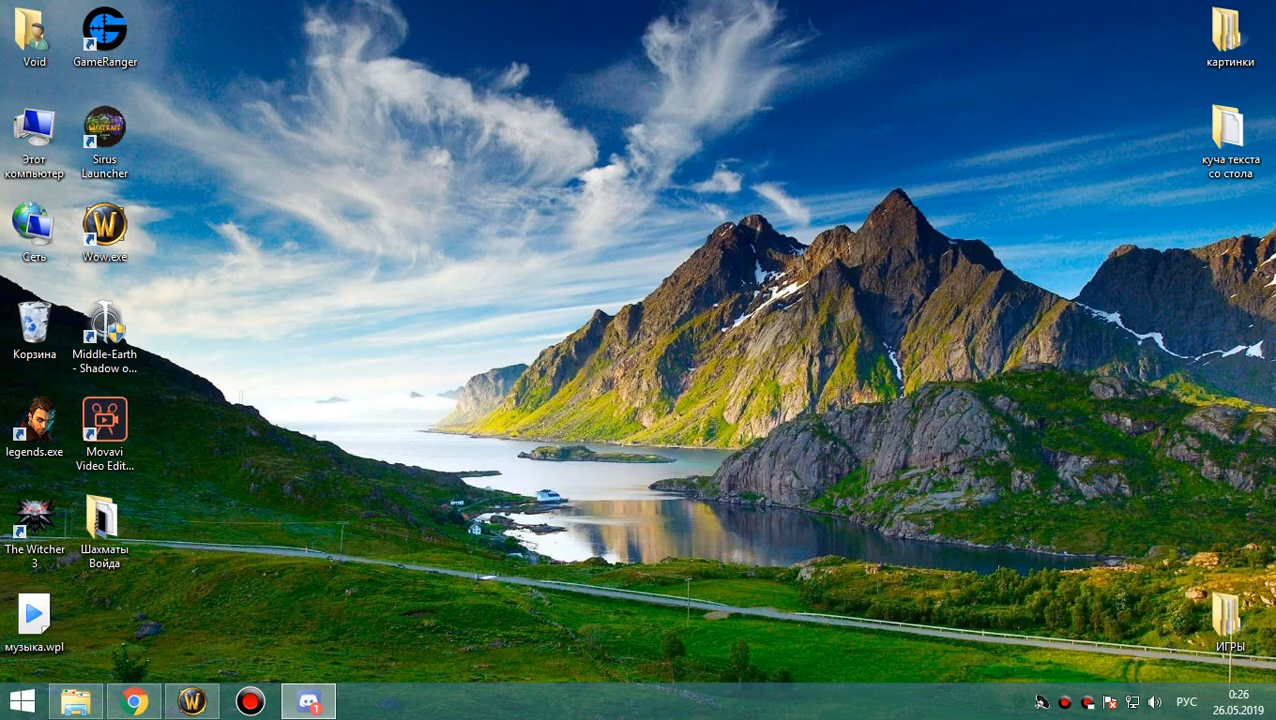 Void
GameRanger
картинки
Этот
компьютер
Sirus
Launcher
куча текста
со стола
Сеть
Wow.exe
Корзина
Middle-Earth
- Shadow o...
legends.exe
Movavi
Video Edit...
The Witcher
3
Шахматы
Войда
музыка.wpl
ИГРЫ
1
РУС
0:26
26.05.2019